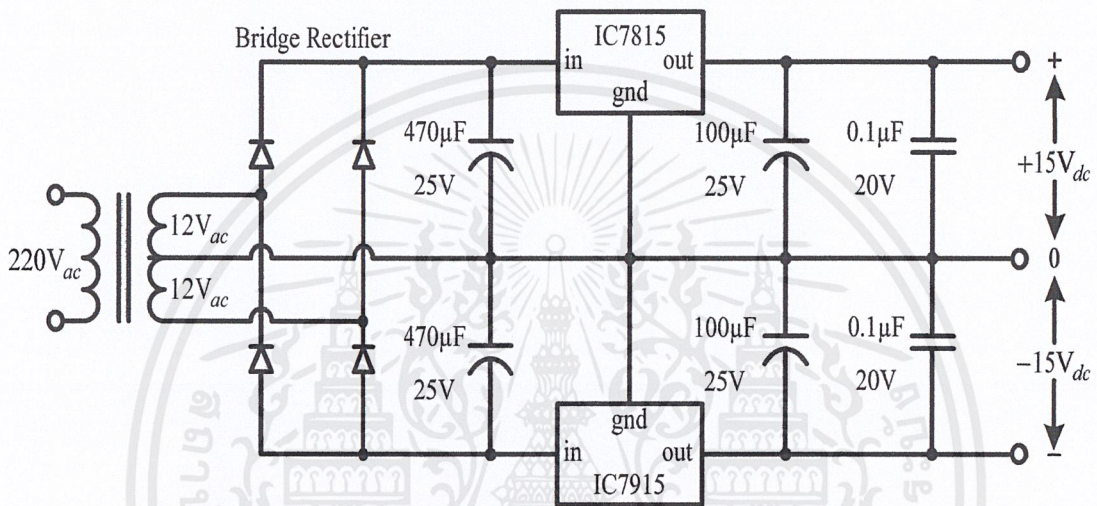 Bridge Rectifier
IC7815
in
out
gnd
470µF
25V
100µF
25V
0.1µF
20V
+
+15V_dc
220V_ac
12V_ac
12V_ac
0
470µF
25V
100µF
25V
0.1µF
20V
−15V_dc
gnd
in
out
IC7915
−